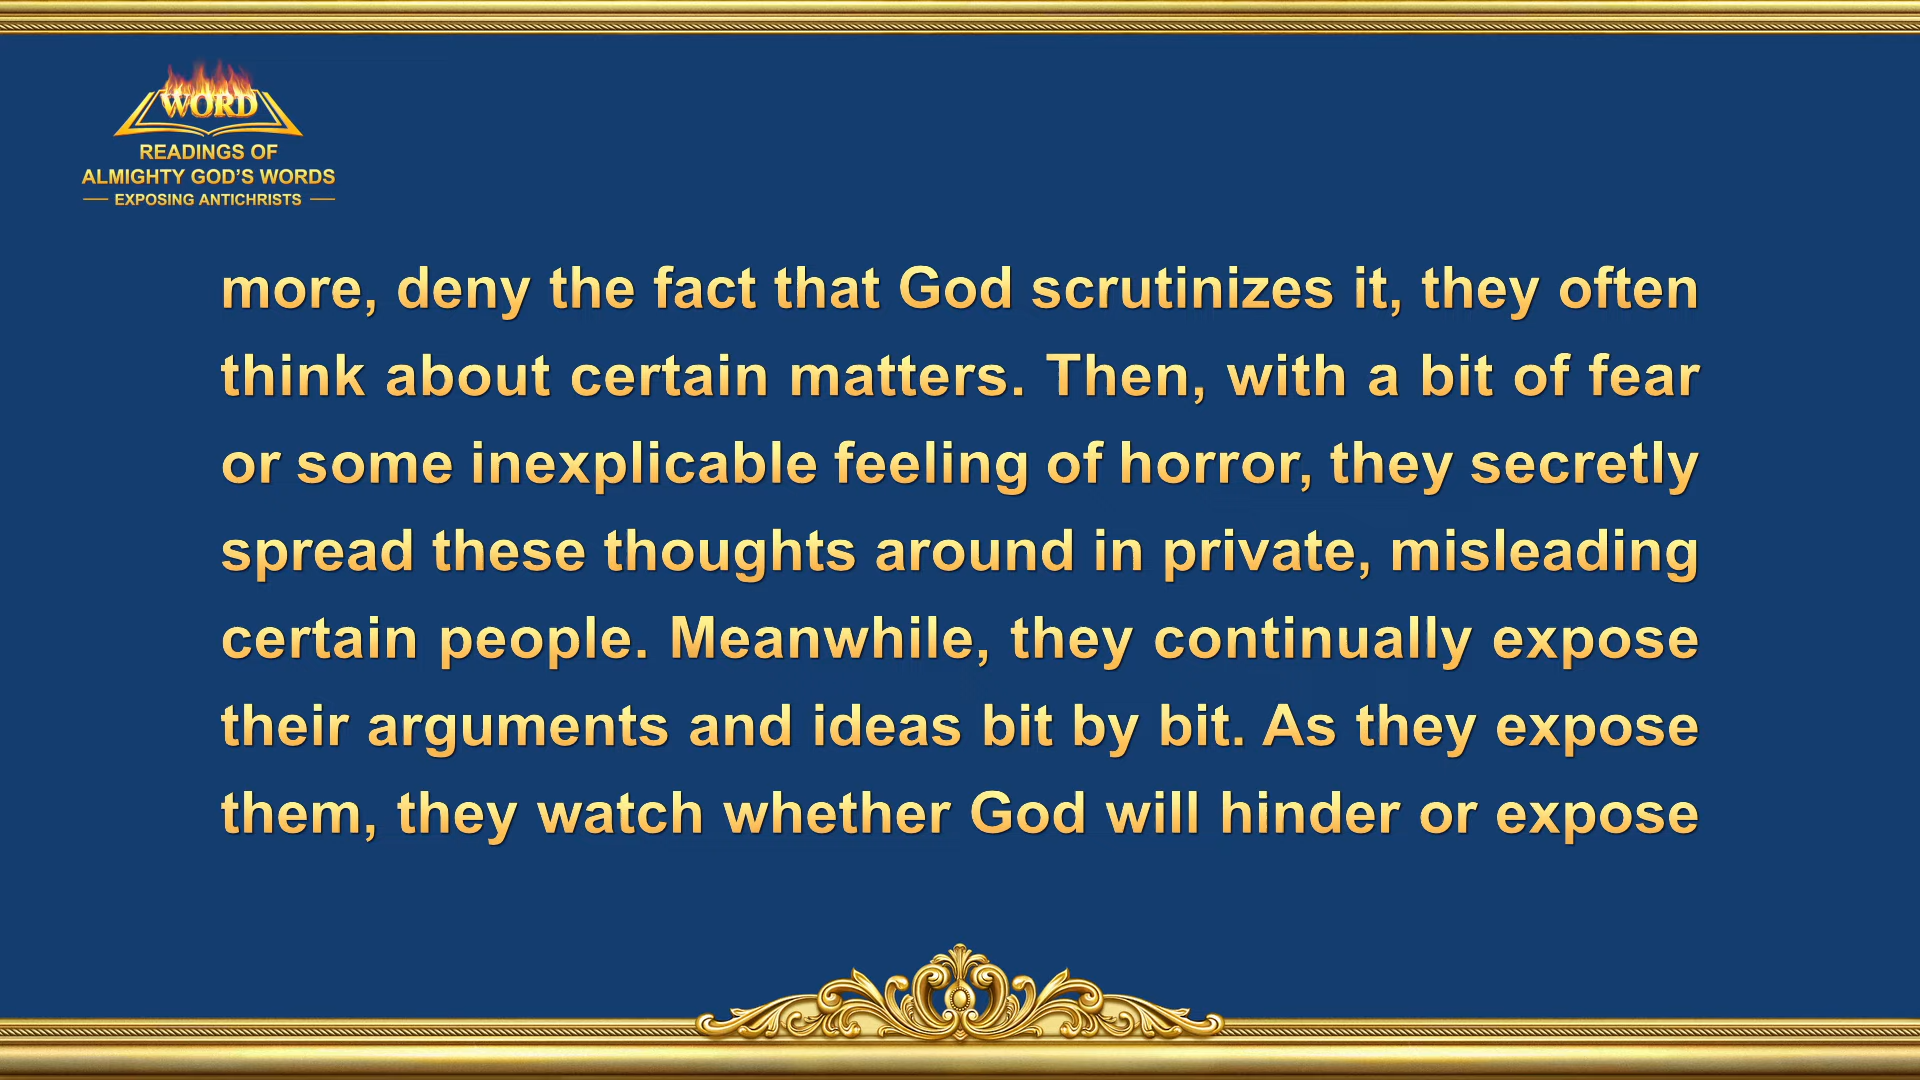 WORD
READINGS OF
ALMIGHTY GOD'S WORDS
EXPOSING ANTICHRISTS
more, deny the fact that God scrutinizes it, they often
think about certain matters. Then, with a bit of fear
or some inexplicable feeling of horror, they secretly
spread these thoughts around in private, misleading
certain people. Meanwhile, they continually expose
their arguments and ideas bit by bit. As they expose
them, they watch whether God will hinder or expose